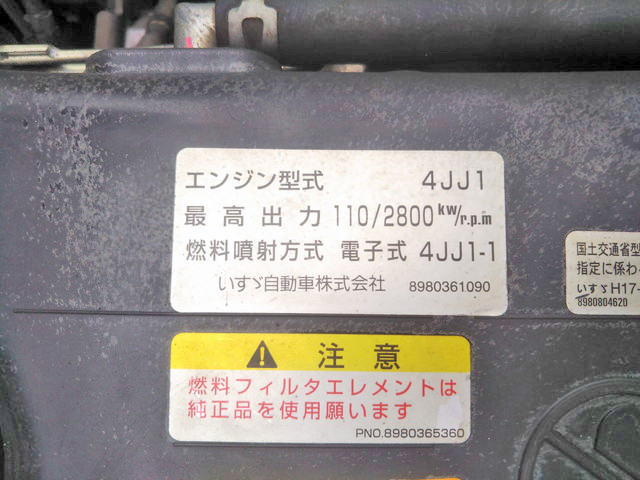 エンジン型式 4JJ1
最高出力 110/2800 kw/r.p.m
燃料噴射方式 電子式 4JJ1-1
いすゞ自動車株式会社 8980361090
国土交通省型
指定に係わ
いすゞH17-
8980804620
注意
燃料フィルタエレメントは
純正品を使用願います
PNO.8980365360